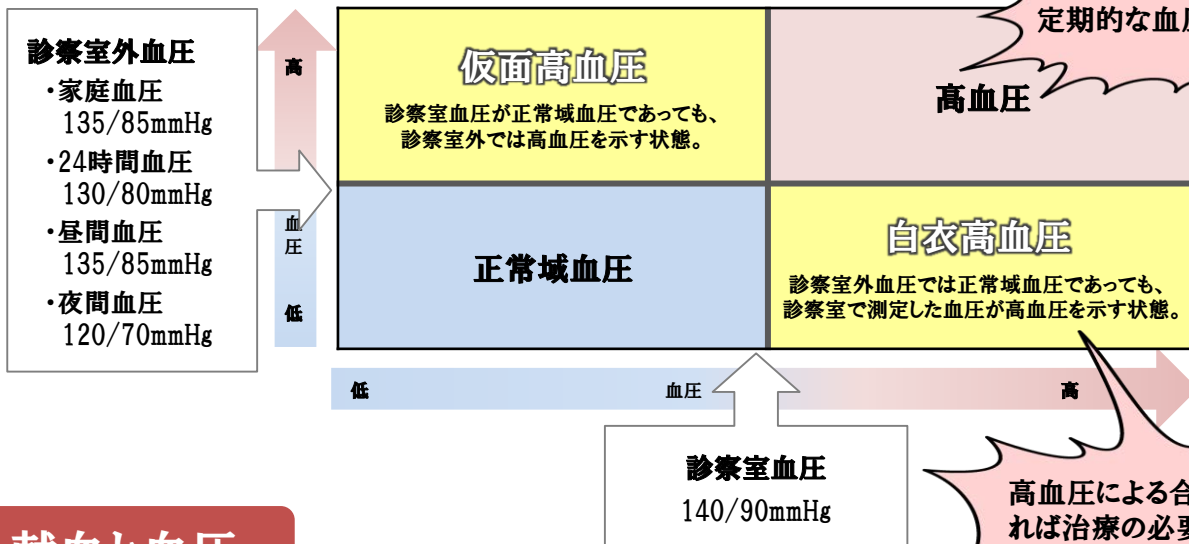 診察室外血圧
・家庭血圧
135/85mmHg
・24時間血圧
130/80mmHg
・昼間血圧
135/85mmHg
・夜間血圧
120/70mmHg
高
血
圧
低
仮面高血圧
診察室血圧が正常域血圧であっても、
診察室外では高血圧を示す状態。
定期的な血
高血圧
正常域血圧
白衣高血圧
診察室外血圧では正常域血圧であっても、
診察室で測定した血圧が高血圧を示す状態。
低 血圧 高
診察室血圧
140/90mmHg
高血圧による合
れば治療の必要
献血と血圧